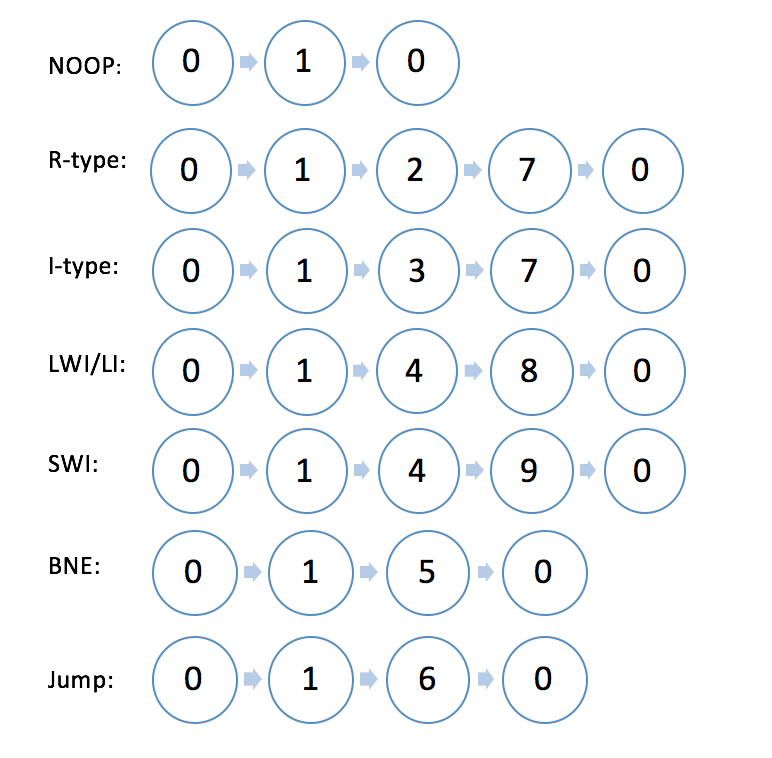 NOOP: 0 1 0
R-type: 0 1 2 7 0
I-type: 0 1 3 7 0
LWI/LI: 0 1 4 8 0
SWI: 0 1 4 9 0
BNE: 0 1 5 0
Jump: 0 1 6 0